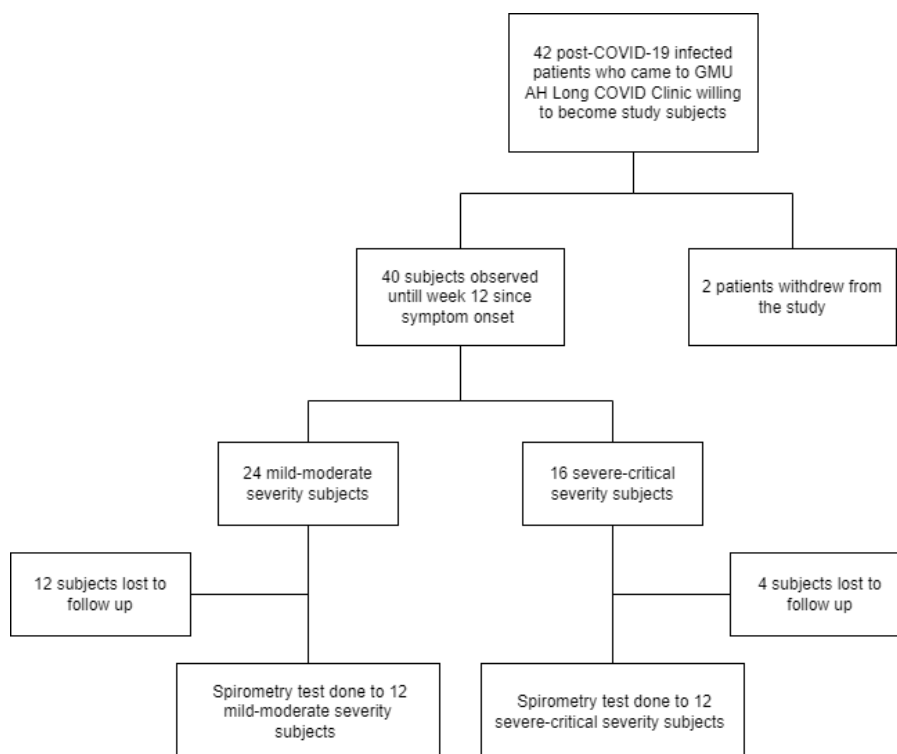 42 post-COVID-19 infected
patients who came to GMU
AH Long COVID Clinic willing
to become study subjects
40 subjects observed
untill week 12 since
symptom onset
2 patients withdrew from
the study
24 mild-moderate
severity subjects
16 severe-critical
severity subjects
12 subjects lost to
follow up
4 subjects lost to
follow up
Spirometry test done to 12
mild-moderate severity
subjects
Spirometry test done to 12
severe-critical severity subjects